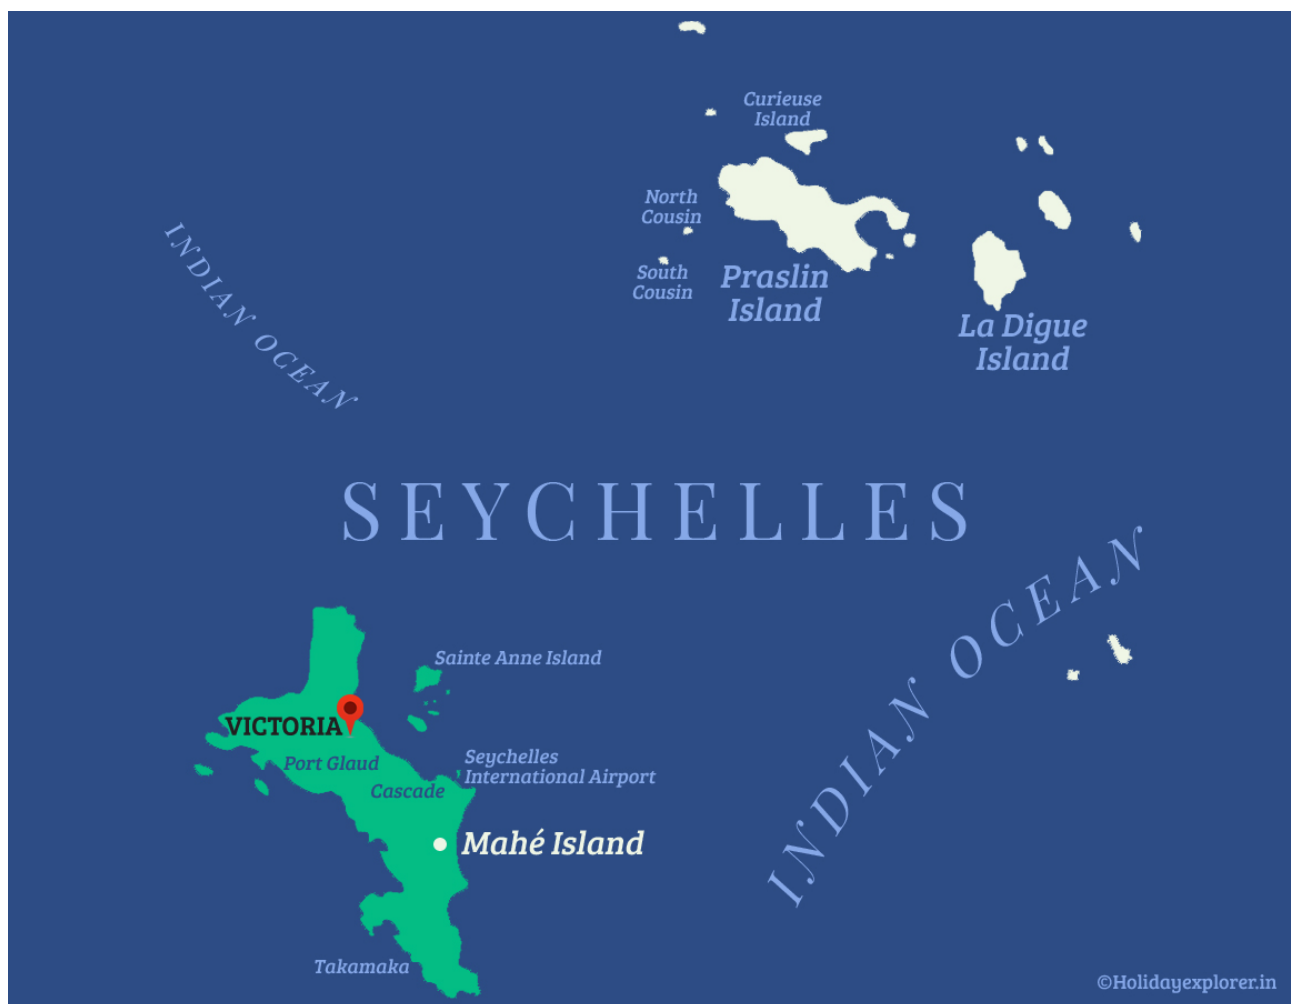 Curieuse
Island
North
Cousin
South
Cousin
Praslin
Island
La Digue
Island
INDIAN OCEAN
SEYCHELLES
INDIAN OCEAN
Sainte Anne Island
VICTORIA
Port Glaud
Seychelles
International Airport
Cascade
Mahé Island
Takamaka
©Holidayexplorer.in